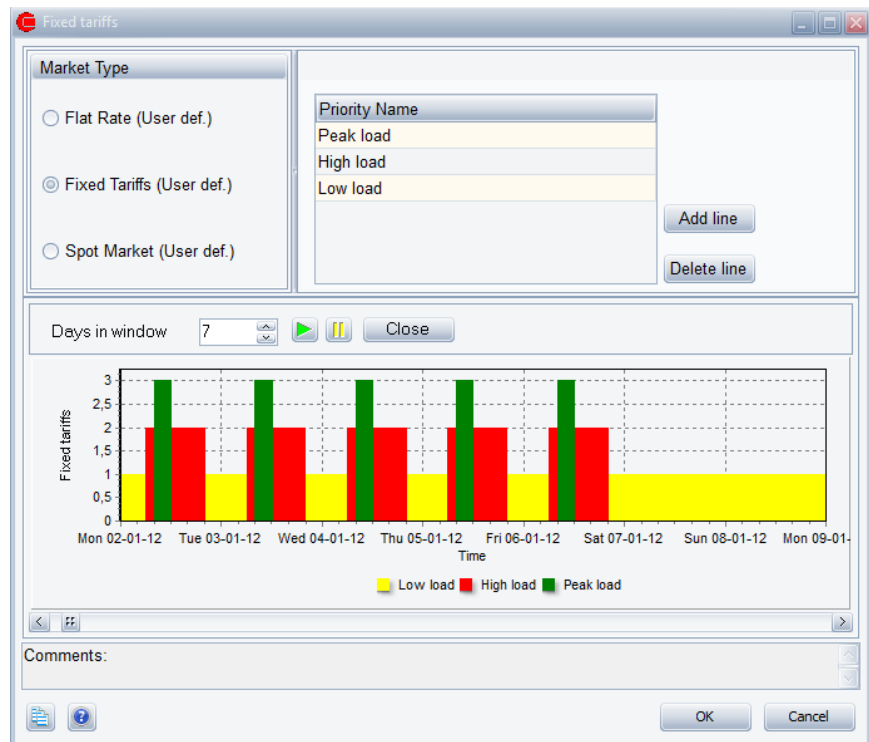 Fixed tariffs
Market Type
Flat Rate (User def.)
Fixed Tariffs (User def.)
Spot Market (User def.)
Priority Name
Peak load
High load
Low load
Add line
Delete line
Days in window 7 Close
Fixed tariffs
3
2,5
2
1,5
1
0,5
0
Mon 02-01-12 Tue 03-01-12 Wed 04-01-12 Thu 05-01-12 Fri 06-01-12 Sat 07-01-12 Sun 08-01-12 Mon 09-01-
Time
Low load High load Peak load
Comments:
OK Cancel